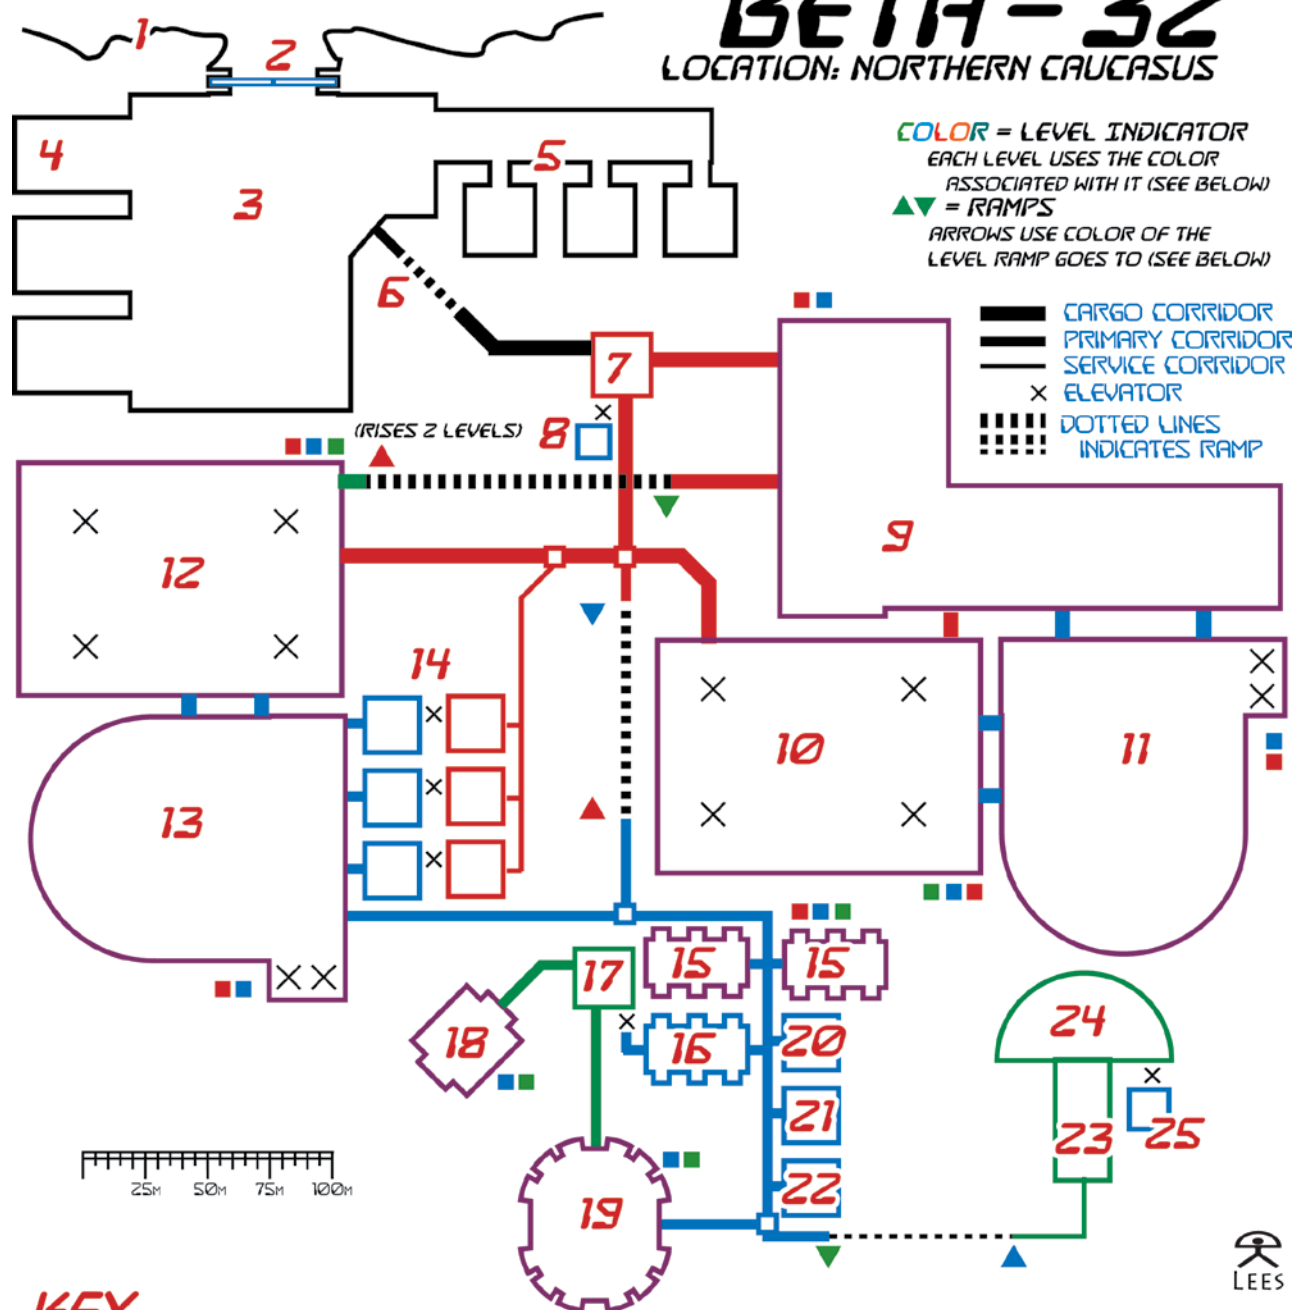 BETA-32
LOCATION: NORTHERN CAUCASUS
1
2
COLOR = LEVEL INDICATOR
EACH LEVEL USES THE COLOR
ASSOCIATED WITH IT (SEE BELOW)
= RAMPS
ARROWS USE COLOR OF THE
LEVEL RAMP GOES TO (SEE BELOW)
4
5
3
6
CARGO CORRIDOR
PRIMARY CORRIDOR
SERVICE CORRIDOR
ELEVATOR
DOTTED LINES
INDICATES RAMP
7
(RISES 2 LEVELS)
8
9
12
14
10
11
13
15
15
17
18
16
20
24
21
23
25
22
19
25M
50M
75M
100M
LEES
KEY